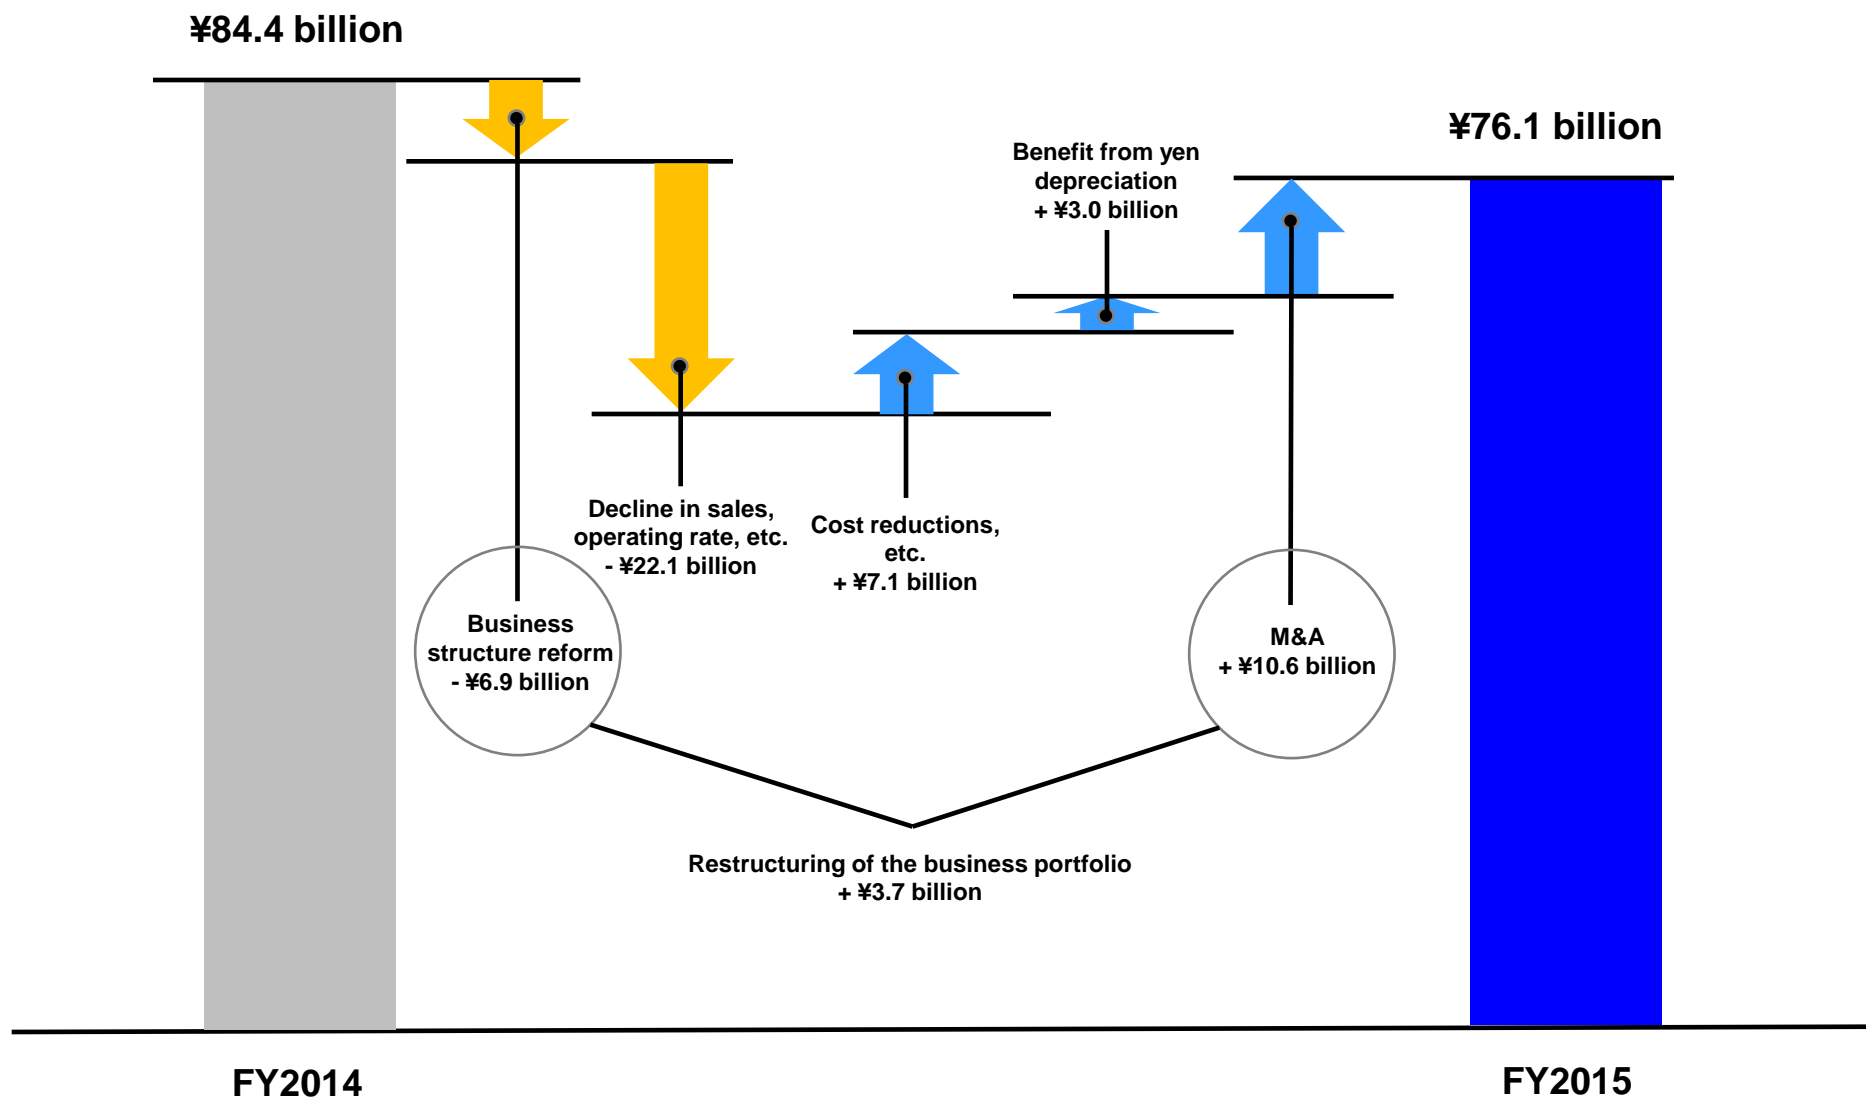 ¥84.4 billion
¥76.1 billion
Benefit from yen
depreciation
+ ¥3.0 billion
Decline in sales,
operating rate, etc.
- ¥22.1 billion
Cost reductions,
etc.
+ ¥7.1 billion
Business
structure reform
- ¥6.9 billion
M&A
+ ¥10.6 billion
Restructuring of the business portfolio
+ ¥3.7 billion
FY2014
FY2015